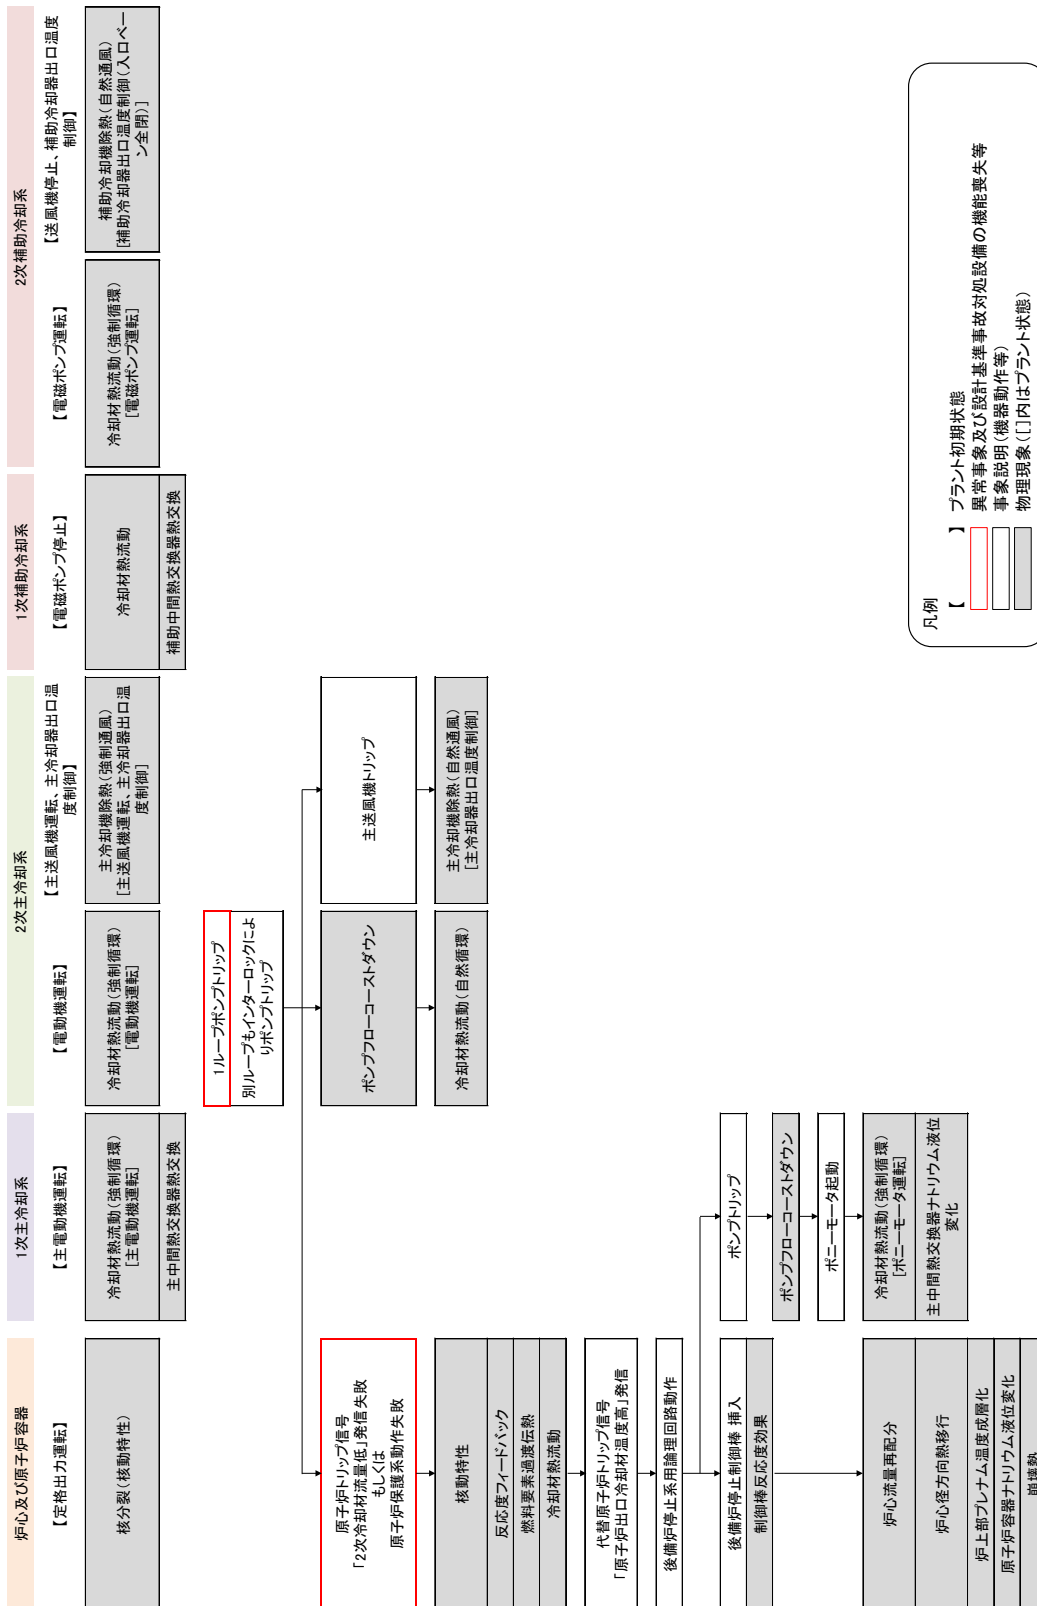 炉心及び原子炉容器
【定格出力運転】
核分裂(核動特性)
原子炉トリップ信号
「2次冷却材流量低」発信失敗
もしくは
原子炉保護系動作失敗
核動特性
反応度フィードバック
燃料要素過渡伝熱
冷却材熱流動
代替原子炉トリップ信号
「原子炉出口冷却材温度高」発信
後備炉停止系用論理回路動作
後備炉停止制御棒 挿入
制御棒反応度効果
炉心流量再配分
炉心径方向熱移行
炉上部プレナム温度成層化
原子炉容器ナトリウム液位変化
崩壊熱
1次主冷却系
【主電動機運転】
冷却材熱流動(強制循環)
[主電動機運転]
主中間熱交換器熱交換
ポンプトリップ
ポンプフローコーストダウン
ポニーモータ起動
冷却材熱流動(強制循環)
[ポニーモータ運転]
主中間熱交換器ナトリウム液位
変化
2次主冷却系
【電動機運転】
冷却材熱流動(強制循環)
[電動機運転]
1ループポンプトリップ
別ループもインターロックによ
りポンプトリップ
ポンプフローコーストダウン
冷却材熱流動(自然循環)
【主送風機運転、主冷却器出口温
度制御】
主冷却機除熱(強制通風)
[主送風機運転、主冷却器出口温
度制御]
主送風機トリップ
主冷却機除熱(自然通風)
[主冷却器出口温度制御]
1次補助冷却系
【電磁ポンプ停止】
冷却材熱流動
補助中間熱交換器熱交換
2次補助冷却系
【電磁ポンプ運転】
冷却材熱流動(強制循環)
[電磁ポンプ運転]
【送風機停止、補助冷却器出口温度
制御】
補助冷却機除熱(自然通風)
[補助冷却器出口温度制御(入口ベー
ン全閉)]
凡例
【 】 プラント初期状態
異常事象及び設計基準事故対処設備の機能喪失等
事象説明(機器動作等)
物理現象([]内はプラント状態)